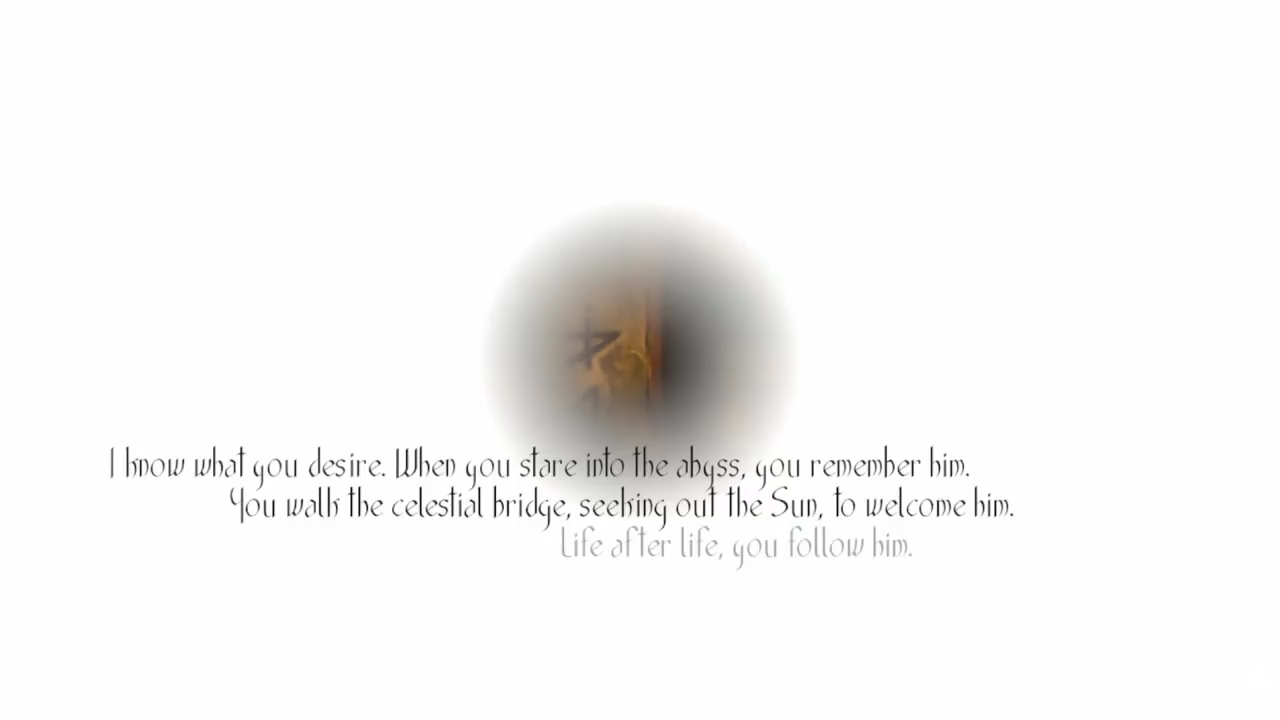 I know what you desire. When you stare into the abyss, you remember him.
You walk the celestial bridge, seeking out the Sun, to welcome him.
Life after life, you follow him.